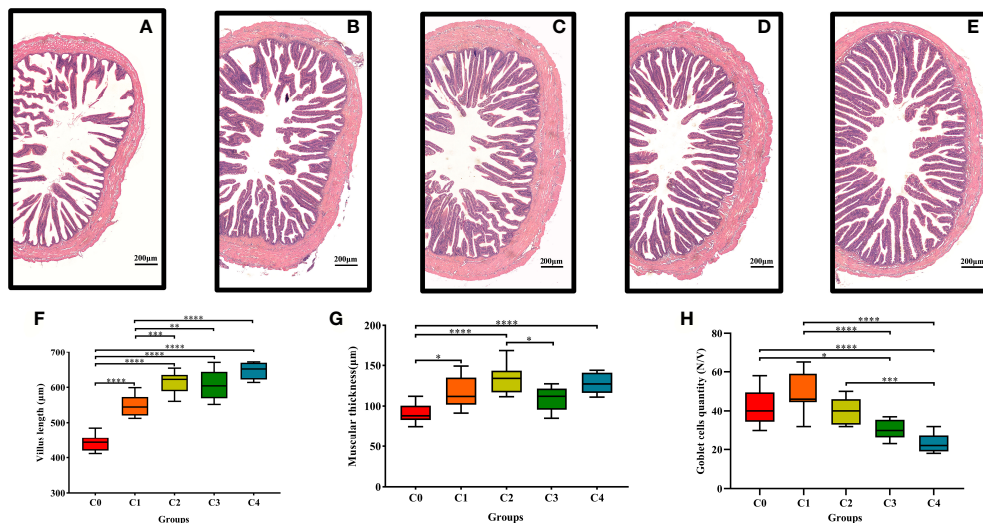 A
B
C
D
E
200µm
200µm
200µm
200µm
200µm
F
Villus length (µm)
700
600
500
400
300
****
**
***
****
****
****
****
C0 C1 C2 C3 C4
Groups
G
Muscular thickness(µm)
200
150
100
50
0
****
****
*
*
C0 C1 C2 C3 C4
Groups
H
Goblet cells quantity (N/V)
80
60
40
20
0
****
****
****
*
***
C0 C1 C2 C3 C4
Groups